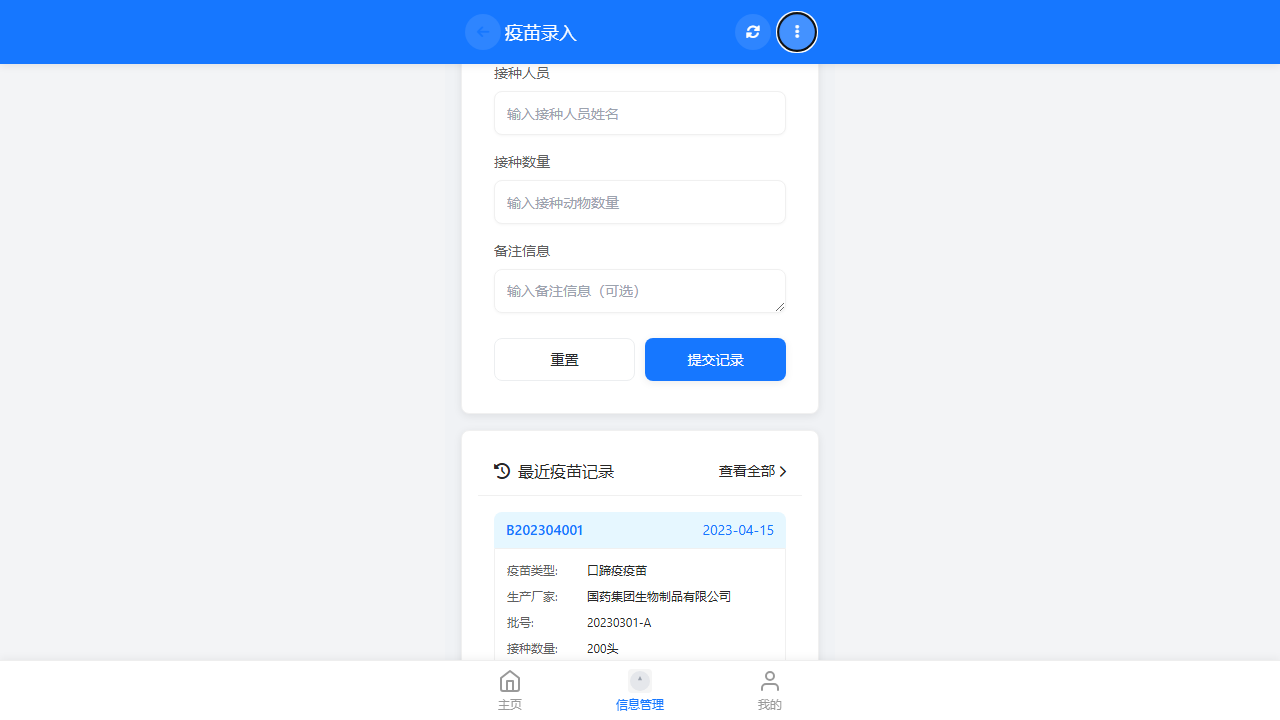 疫苗录入
接种人员
输入接种人员姓名
接种数量
输入接种动物数量
备注信息
输入备注信息（可选）
重置
提交记录
最近疫苗记录
查看全部
B202304001
2023-04-15
疫苗类型:
口蹄疫疫苗
生产厂家:
国药集团生物制品有限公司
批号:
20230301-A
接种数量:
200头
主页
信息管理
我的